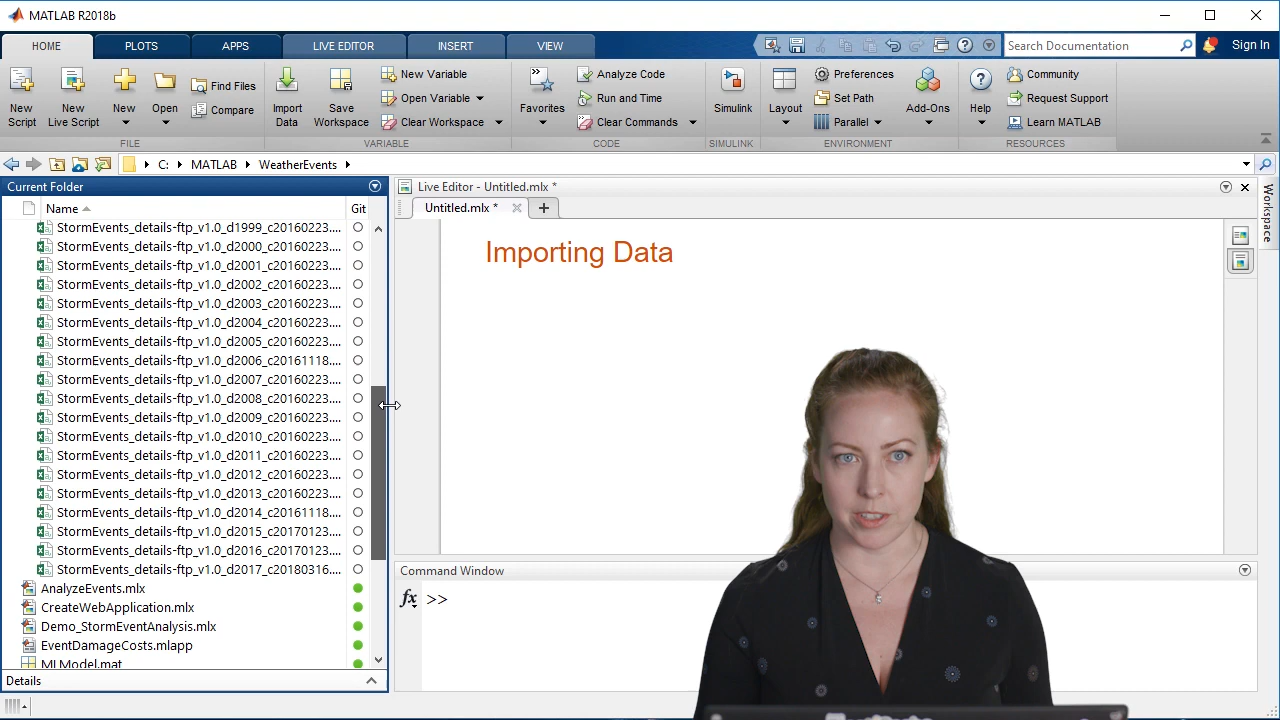 MATLAB R2018b
HOME PLOTS APPS LIVE EDITOR INSERT VIEW
Search Documentation
Sign In
New Script
New Live Script
New
Open
Find Files
Compare
FILE
Import Data
Save Workspace
New Variable
Open Variable
Clear Workspace
VARIABLE
Favorites
Analyze Code
Run and Time
Clear Commands
CODE
Simulink
SIMULINK
Layout
Preferences
Set Path
Parallel
Add-Ons
ENVIRONMENT
Help
Community
Request Support
Learn MATLAB
RESOURCES
C: MATLAB WeatherEvents
Current Folder
Name Git
StormEvents_details-ftp_v1.0_d1999_c20160223....
StormEvents_details-ftp_v1.0_d2000_c20160223....
StormEvents_details-ftp_v1.0_d2001_c20160223....
StormEvents_details-ftp_v1.0_d2002_c20160223....
StormEvents_details-ftp_v1.0_d2003_c20160223....
StormEvents_details-ftp_v1.0_d2004_c20160223....
StormEvents_details-ftp_v1.0_d2005_c20160223....
StormEvents_details-ftp_v1.0_d2006_c20161118....
StormEvents_details-ftp_v1.0_d2007_c20160223....
StormEvents_details-ftp_v1.0_d2008_c20160223....
StormEvents_details-ftp_v1.0_d2009_c20160223....
StormEvents_details-ftp_v1.0_d2010_c20160223....
StormEvents_details-ftp_v1.0_d2011_c20160223....
StormEvents_details-ftp_v1.0_d2012_c20160223....
StormEvents_details-ftp_v1.0_d2013_c20160223....
StormEvents_details-ftp_v1.0_d2014_c20161118....
StormEvents_details-ftp_v1.0_d2015_c20170123....
StormEvents_details-ftp_v1.0_d2016_c20170123....
StormEvents_details-ftp_v1.0_d2017_c20180316....
AnalyzeEvents.mlx
CreateWebApplication.mlx
Demo_StormEventAnalysis.mlx
EventDamageCosts.mlapp
MLModel.mat
Details
Live Editor - Untitled.mlx *
Untitled.mlx *
Importing Data
Workspace
Command Window
fx >>